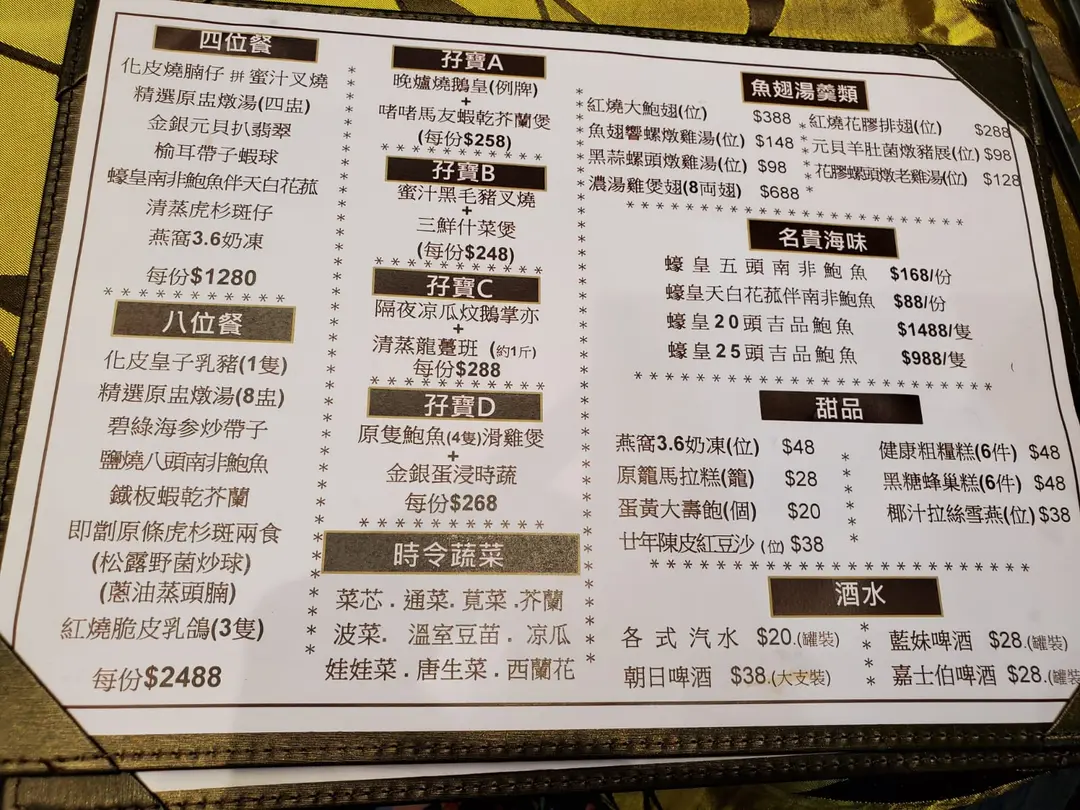 四位餐
化皮燒腩仔拼蜜汁叉燒
精選原盅燉湯(四盅)
金銀元貝扒翡翠
榆耳帶子蝦球
蠔皇南非鮑魚伴天白花菰
清蒸虎杉斑仔
燕窩3.6奶凍
每份$1280
* * * * * * * * * * * *
八位餐
化皮皇子乳豬(1隻)
精選原盅燉湯(8盅)
碧綠海参炒帶子
鹽燒八頭南非鮑魚
鐵板蝦乾芥蘭
即劏原條虎杉斑兩食
(松露野菌炒球)
(蔥油蒸頭腩)
紅燒脆皮乳鴿(3隻)
每份$2488
孖寶A
晚爐燒鵝皇(例牌)
+
啫啫馬友蝦乾芥蘭煲
(每份$258)
孖寶B
蜜汁黑毛豬叉燒
+
三鮮什菜煲
(每份$248)
孖寶C
隔夜凉瓜炆鵝掌亦
+
清蒸龍躉班 (約1斤)
每份$288
孖寶D
原隻鮑魚(4隻)滑雞煲
+
金銀蛋浸時蔬
每份$268
時令蔬菜
菜芯.通菜.莧菜.芥蘭
波菜. 溫室豆苗. 凉瓜
娃娃菜.唐生菜.西蘭花
魚翅湯羹類
紅燒大鮑翅(位) $388 紅燒花膠排翅(位) $288
魚翅響螺燉雞湯(位) $148 元貝羊肚菌燉豬展(位) $98
黑蒜螺頭燉雞湯(位) $98 花膠螺頭燉老雞湯(位) $128
濃湯雞煲翅(8両翅) $688
名貴海味
蠔皇五頭南非鮑魚 $168/份
蠔皇天白花菰伴南非鮑魚 $88/份
蠔皇20頭吉品鮑魚 $1488/隻
蠔皇25頭吉品鮑魚 $988/隻
甜品
燕窩3.6奶凍(位) $48 健康粗糧糕(6件) $48
原籠馬拉糕(籠) $28 黑糖蜂巢糕(6件) $48
蛋黃大壽飽(個) $20 椰汁拉絲雪燕(位) $38
廿年陳皮紅豆沙(位) $38
酒水
各式汽水 $20.(罐裝) 藍妹啤酒 $28.(罐裝)
朝日啤酒 $38.(大支裝) 嘉士伯啤酒 $28.(罐裝